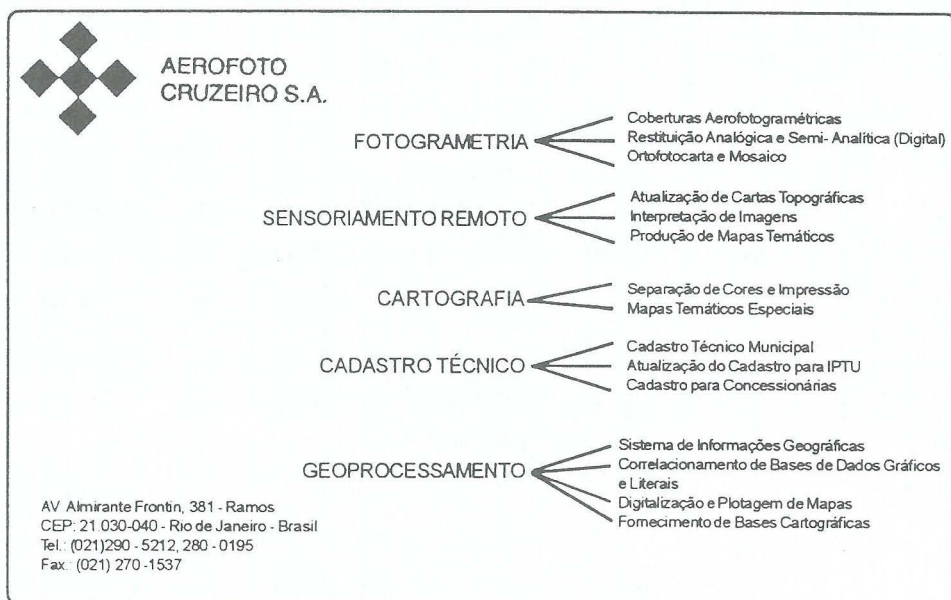 AEROFOTO
CRUZEIRO S.A.
FOTOGRAMETRIA
Coberturas Aerofotogramétricas
Restituição Analógica e Semi- Analítica (Digital)
Ortofotocarta e Mosaico
SENSORIAMENTO REMOTO
Atualização de Cartas Topográficas
Interpretação de Imagens
Produção de Mapas Temáticos
CARTOGRAFIA
Separação de Cores e Impressão
Mapas Temáticos Especiais
CADASTRO TÉCNICO
Cadastro Técnico Municipal
Atualização do Cadastro para IPTU
Cadastro para Concessionárias
GEOPROCESSAMENTO
Sistema de Informações Geográficas
Correlacionamento de Bases de Dados Gráficos
e Literais
Digitalização e Plotagem de Mapas
Fornecimento de Bases Cartográficas
AV Almirante Frontin, 381 - Ramos
CEP: 21.030-040 - Rio de Janeiro - Brasil
Tel.: (021)290 - 5212, 280 - 0195
Fax.: (021) 270 -1537